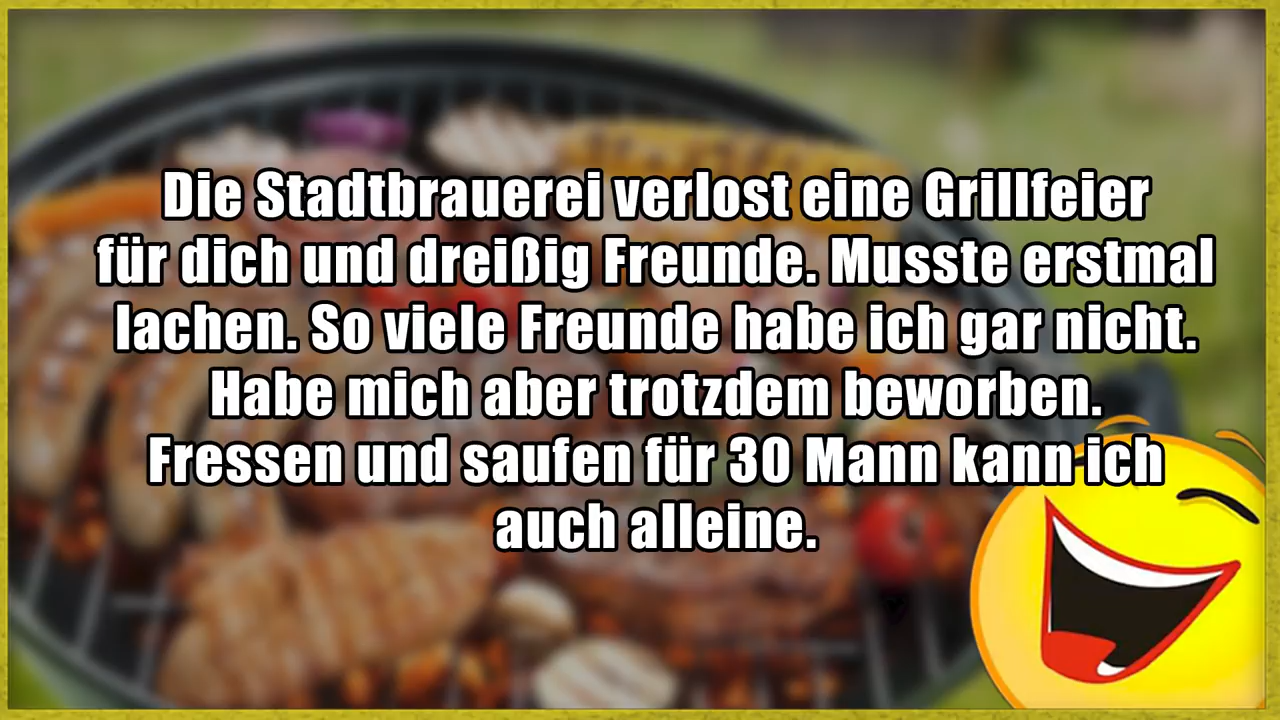 Die Stadtbrauerei verlost eine Grillfeier
für dich und dreißig Freunde. Musste erstmal
lachen. So viele Freunde habe ich gar nicht.
Habe mich aber trotzdem beworben.
Fressen und saufen für 30 Mann kann ich
auch alleine.